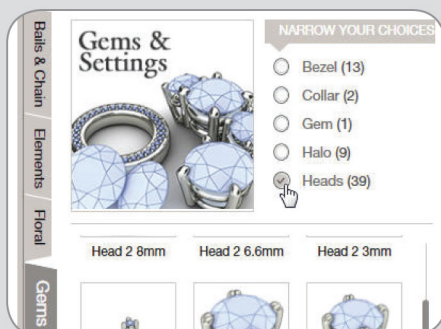 Bails & Chain
Elements
Floral
Gems
Gems &
Settings
NARROW YOUR CHOICES
Bezel (13)
Collar (2)
Gem (1)
Halo (9)
Heads (39)
Head 2 8mm
Head 2 6.6mm
Head 2 3mm